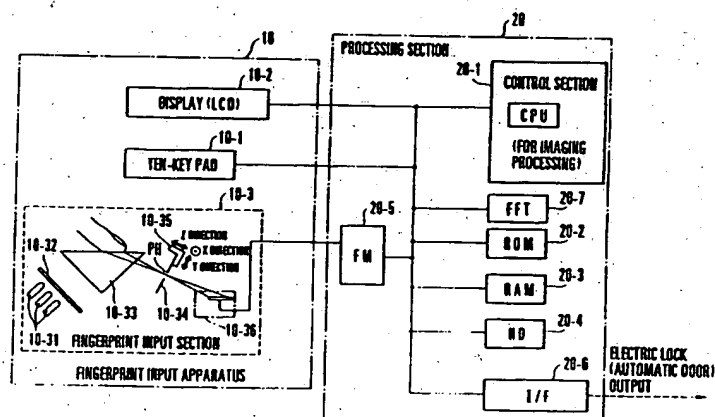 10
20
PROCESSING SECTION
10-2
DISPLAY (LCD)
20-1
CONTROL SECTION
CPU
(FOR IMAGING
PROCESSING)
10-1
TEN-KEY PAD
10-3
20-5
FM
20-7
FFT
20-2
ROM
20-3
RAM
20-4
HD
20-6
I/F
ELECTRIC LOCK
(AUTOMATIC DOOR)
OUTPUT
10-32
10-35
PH
Z DIRECTION
X DIRECTION
Y DIRECTION
10-33
10-34
10-36
10-31
FINGERPRINT INPUT SECTION
FINGERPRINT INPUT APPARATUS